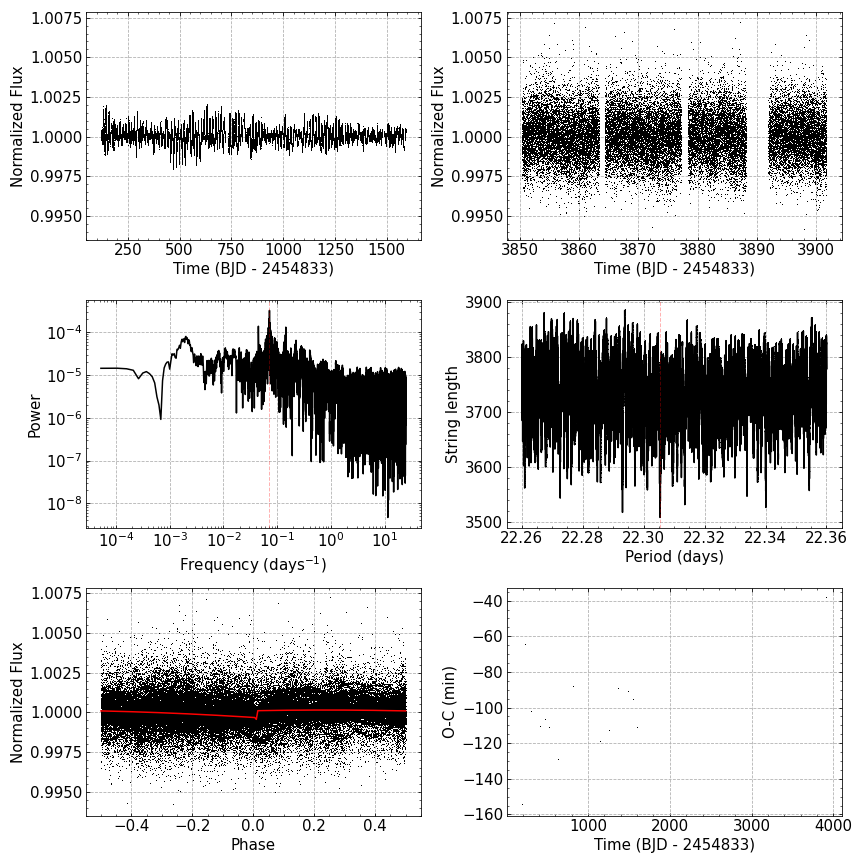 1.0075
1.0050
1.0025
1.0000
0.9975
0.9950
Normalized Flux
250 500 750 1000 1250 1500
Time (BJD - 2454833)
1.0075
1.0050
1.0025
1.0000
0.9975
0.9950
Normalized Flux
3850 3860 3870 3880 3890 3900
Time (BJD - 2454833)
10⁻⁴
10⁻⁵
10⁻⁶
10⁻⁷
10⁻⁸
Power
10⁻⁴ 10⁻³ 10⁻² 10⁻¹ 10⁰ 10¹
Frequency (days⁻¹)
3900
3800
3700
3600
3500
String length
22.26 22.28 22.30 22.32 22.34 22.36
Period (days)
1.0075
1.0050
1.0025
1.0000
0.9975
0.9950
Normalized Flux
−0.4 −0.2 0.0 0.2 0.4
Phase
−40
−60
−80
−100
−120
−140
−160
O-C (min)
1000 2000 3000 4000
Time (BJD - 2454833)